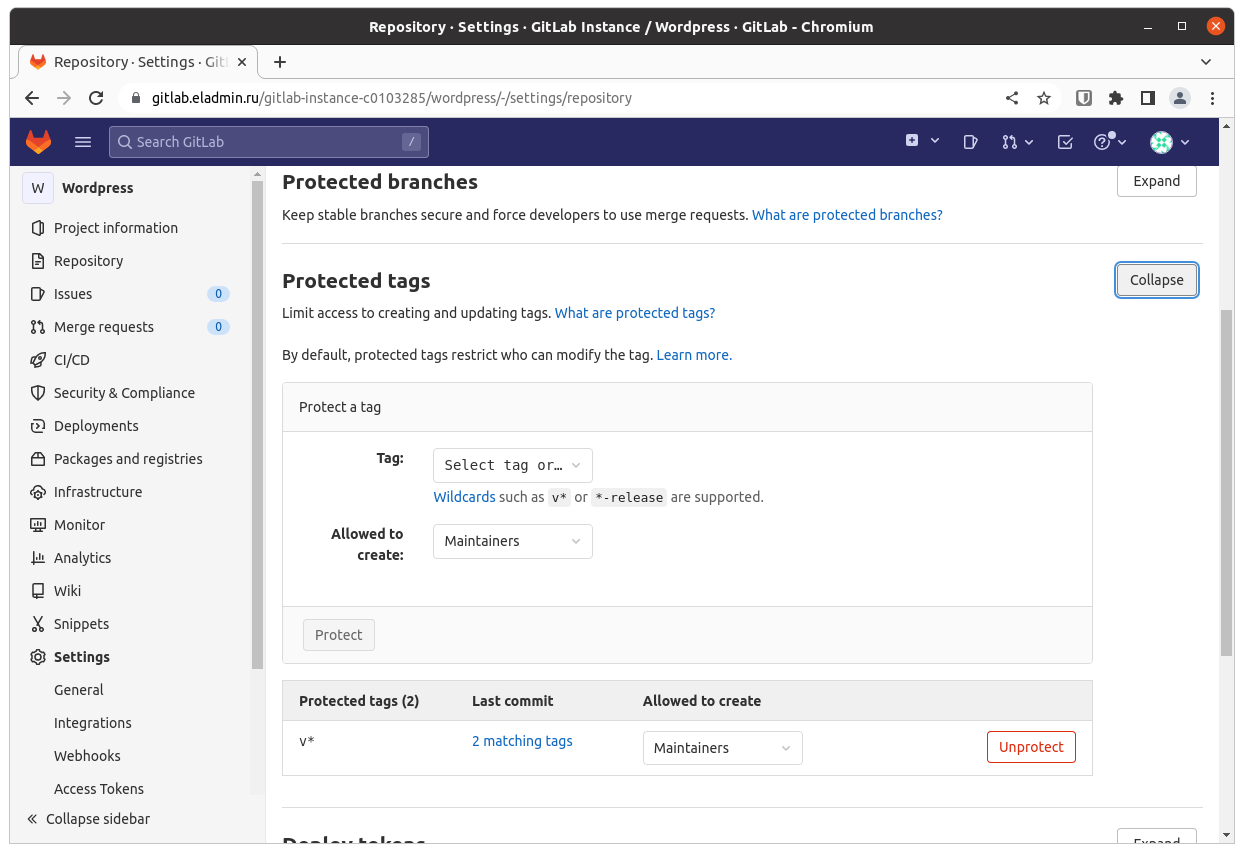 Repository · Settings · GitLab Instance / Wordpress · GitLab - Chromium
Repository · Settings · Git
gitlab.eladmin.ru/gitlab-instance-c0103285/wordpress/-/settings/repository
Search GitLab /
W Wordpress
Project information
Repository
Issues 0
Merge requests 0
CI/CD
Security & Compliance
Deployments
Packages and registries
Infrastructure
Monitor
Analytics
Wiki
Snippets
Settings
General
Integrations
Webhooks
Access Tokens
Collapse sidebar
Protected branches
Expand
Keep stable branches secure and force developers to use merge requests. What are protected branches?
Protected tags
Collapse
Limit access to creating and updating tags. What are protected tags?
By default, protected tags restrict who can modify the tag. Learn more.
Protect a tag
Tag:
Select tag or…
Wildcards such as v* or *-release are supported.
Allowed to
create:
Maintainers
Protect
Protected tags (2) Last commit Allowed to create
v* 2 matching tags Maintainers Unprotect
Deploy tokens
Expand